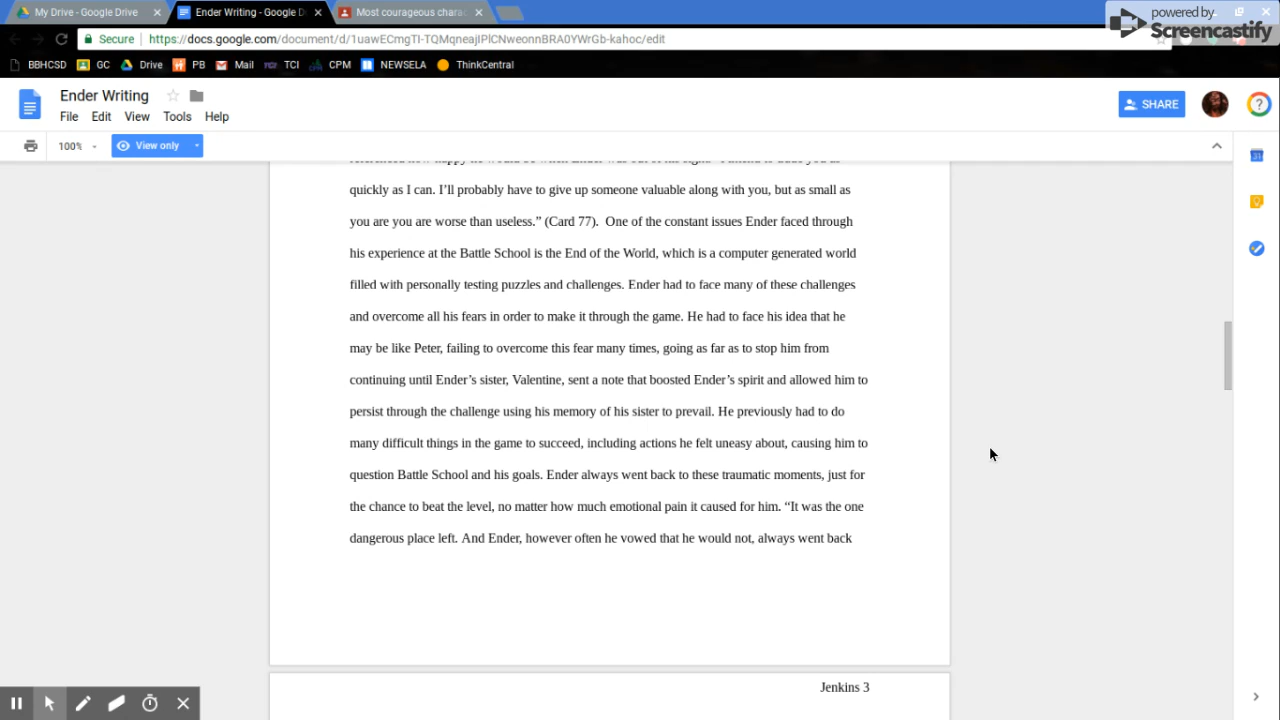 My Drive - Google Drive
Ender Writing - Google D
Most courageous charac
powered by
Screencastify
Secure
https://docs.google.com/document/d/1uawECmgTI-TQMqneajIPlCNweonnBRA0YWrGb-kahoc/edit
BBHCSD GC Drive PB Mail TCI CPM NEWSELA ThinkCentral
Ender Writing
File Edit View Tools Help
SHARE
100% View only
quickly as I can. I’ll probably have to give up someone valuable along with you, but as small as
you are you are worse than useless.” (Card 77). One of the constant issues Ender faced through
his experience at the Battle School is the End of the World, which is a computer generated world
filled with personally testing puzzles and challenges. Ender had to face many of these challenges
and overcome all his fears in order to make it through the game. He had to face his idea that he
may be like Peter, failing to overcome this fear many times, going as far as to stop him from
continuing until Ender’s sister, Valentine, sent a note that boosted Ender’s spirit and allowed him to
persist through the challenge using his memory of his sister to prevail. He previously had to do
many difficult things in the game to succeed, including actions he felt uneasy about, causing him to
question Battle School and his goals. Ender always went back to these traumatic moments, just for
the chance to beat the level, no matter how much emotional pain it caused for him. “It was the one
dangerous place left. And Ender, however often he vowed that he would not, always went back
Jenkins 3